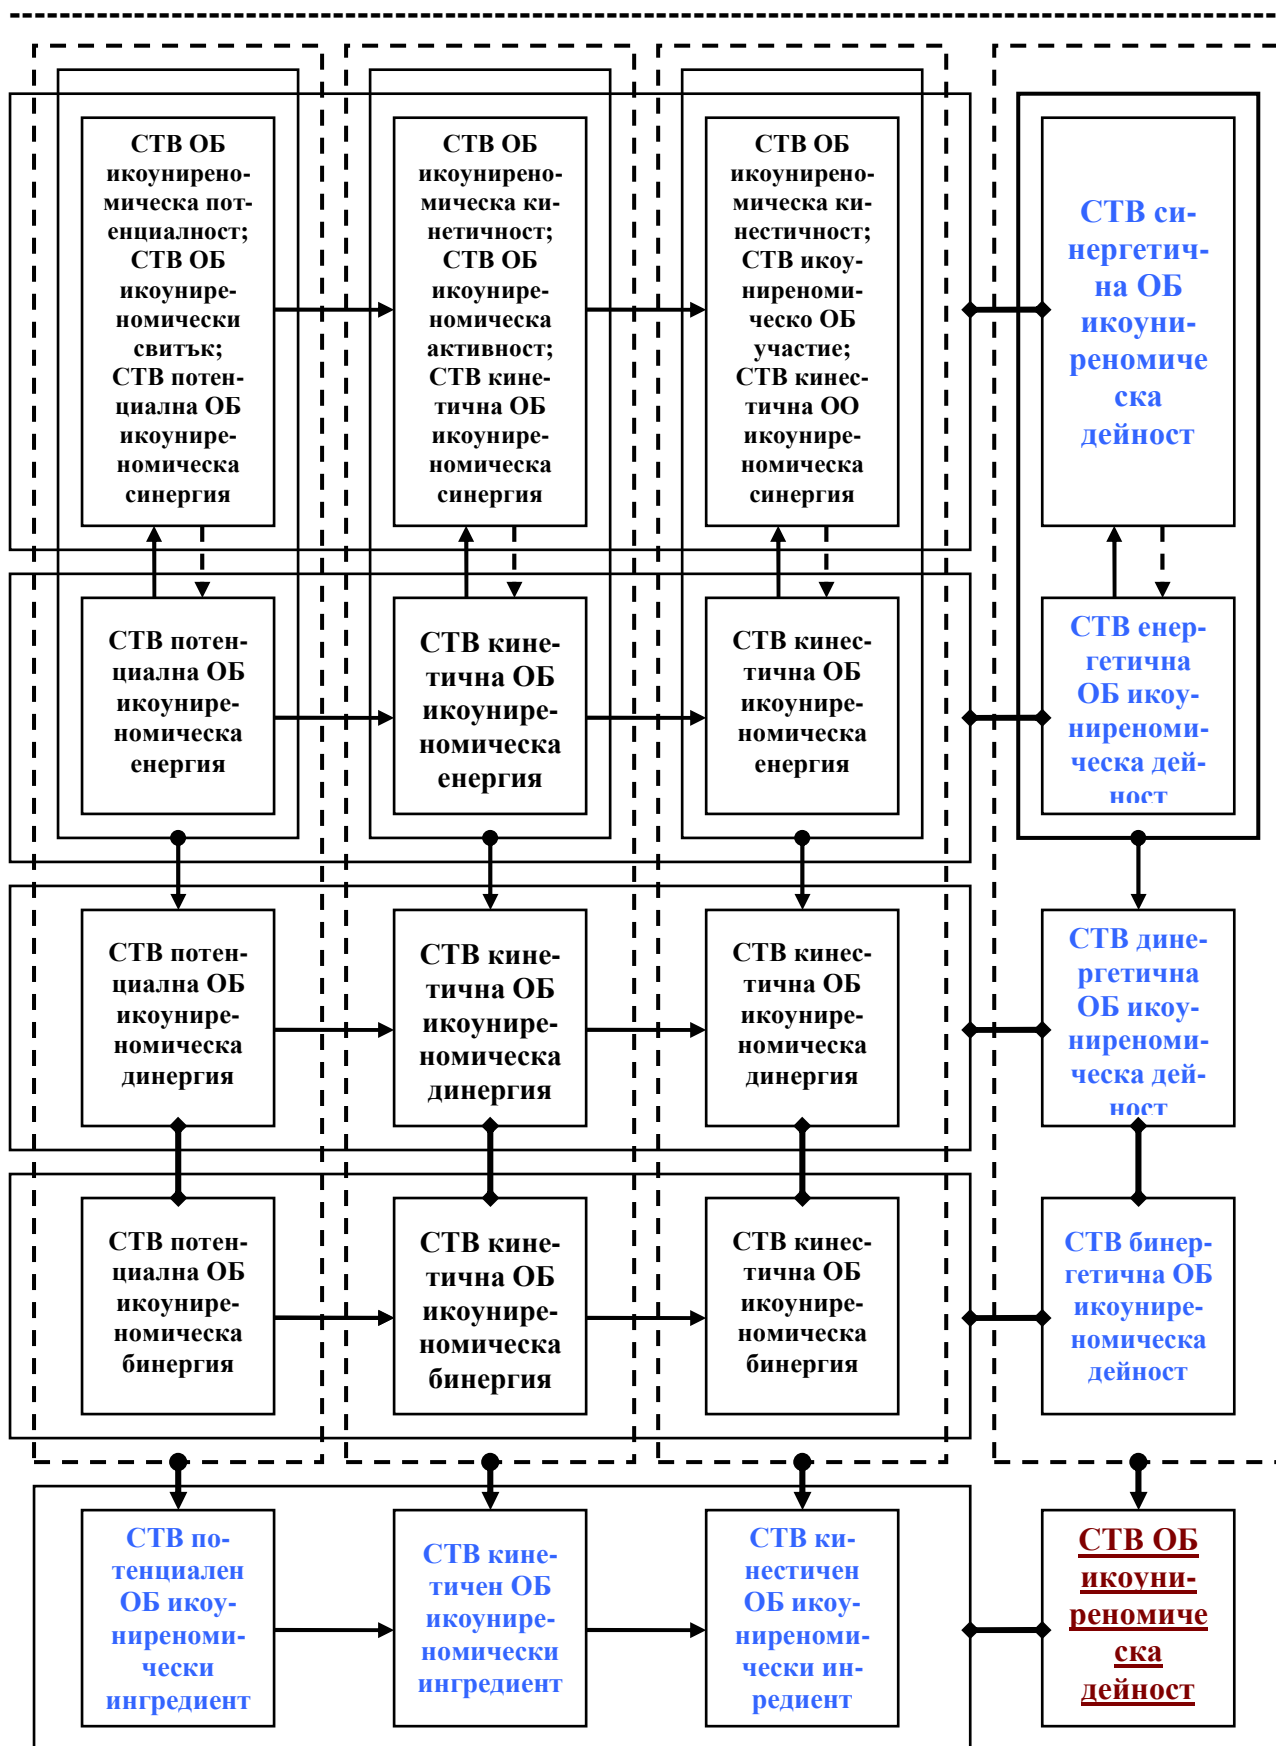 СТВ ОБ
икоунирено-
мическа пот-
енциалност;
СТВ ОБ
икоунире-
номически
свитък;
СТВ потен-
циална ОБ
икоунире-
номическа
синергия
СТВ ОБ
икоунирено-
мическа ки-
нетичност;
СТВ ОБ
икоунире-
номическа
активност;
СТВ кине-
тична ОБ
икоунире-
номическа
синергия
СТВ ОБ
икоунирено-
мическа ки-
нестичност;
СТВ икоу-
ниреноми-
ческо ОБ
участие;
СТВ кинес-
тична ОО
икоунире-
номическа
синергия
СТВ си-
нергетич-
на ОБ
икоуни-
реномиче
ска
дейност
СТВ потен-
циална ОБ
икоунире-
номическа
енергия
СТВ кине-
тична ОБ
икоунире-
номическа
енергия
СТВ кинес-
тична ОБ
икоунире-
номическа
енергия
СТВ енер-
гетична
ОБ икоу-
ниреноми-
ческа дей-
ност
СТВ потен-
циална ОБ
икоунире-
номическа
динергия
СТВ кине-
тична ОБ
икоунире-
номическа
динергия
СТВ кинес-
тична ОБ
икоунире-
номическа
динергия
СТВ дине-
ргетична
ОБ икоу-
ниреноми-
ческа дей-
ност
СТВ потен-
циална ОБ
икоунире-
номическа
бинергия
СТВ кине-
тична ОБ
икоунире-
номическа
бинергия
СТВ кинес-
тична ОБ
икоунире-
номическа
бинергия
СТВ бинер-
гетична ОБ
икоунире-
номическа
дейност
СТВ по-
тенциален
ОБ икоу-
ниреноми-
чески
ингредиент
СТВ кине-
тичен ОБ
икоунире-
номически
ингредиент
СТВ ки-
нестичен
ОБ икоу-
ниреноми-
чески ин-
редиент
СТВ ОБ
икоуни-
реномиче
ска
дейност